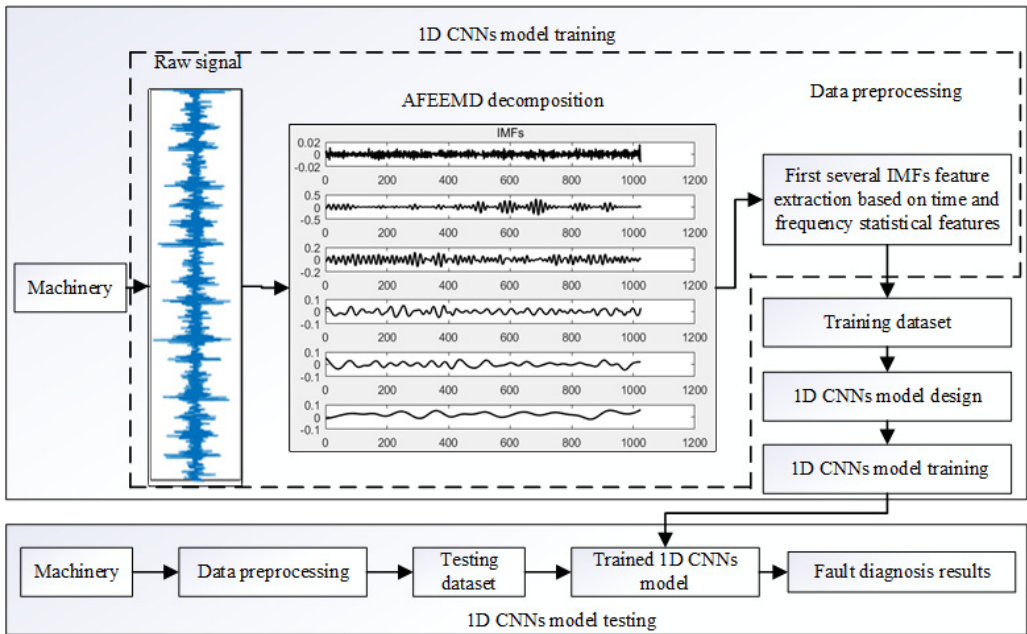 1D CNNs model training
Raw signal
AFEEMD decomposition
Data preprocessing
IMFs
0.02
0
-0.02
0 200 400 600 800 1000 1200
0.5
0
-0.5
0 200 400 600 800 1000 1200
0.2
0
-0.2
0 200 400 600 800 1000 1200
0.1
0
-0.1
0 200 400 600 800 1000 1200
0.1
0
-0.1
0 200 400 600 800 1000 1200
0.1
0
-0.1
0 200 400 600 800 1000 1200
Machinery
First several IMFs feature
extraction based on time and
frequency statistical features
Training dataset
1D CNNs model design
1D CNNs model training
Machinery
Data preprocessing
Testing
dataset
Trained 1D CNNs
model
Fault diagnosis results
1D CNNs model testing